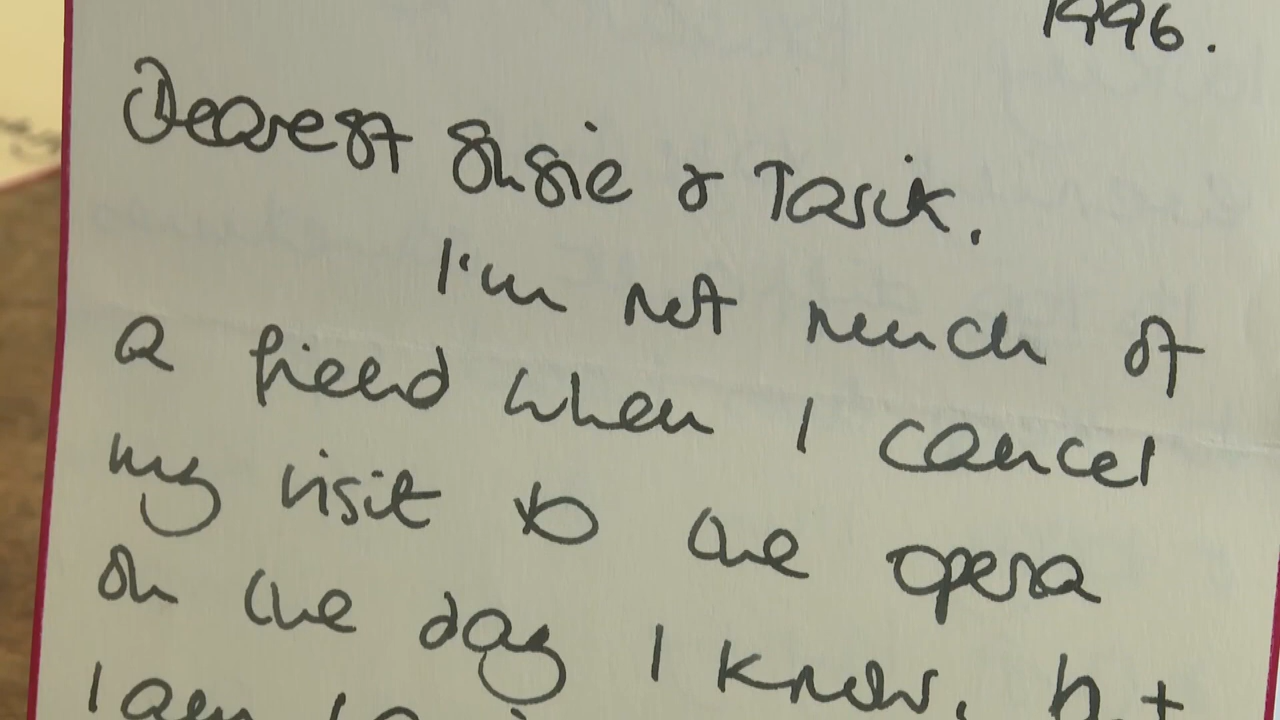 1996.
Dearest Susie & Tarik.
I'm not much of
a friend when I cancel
my visit to the opera
on the day I know,
I am